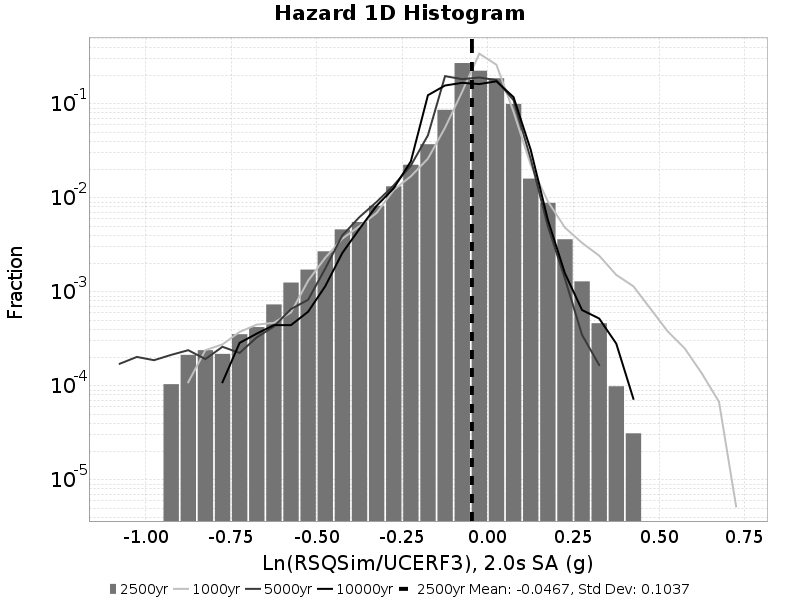 Hazard 1D Histogram
Fraction
10-1
10-2
10-3
10-4
10-5
-1.00 -0.75 -0.50 -0.25 0.00 0.25 0.50 0.75
Ln(RSQSim/UCERF3), 2.0s SA (g)
2500yr 1000yr 5000yr 10000yr 2500yr Mean: -0.0467, Std Dev: 0.1037